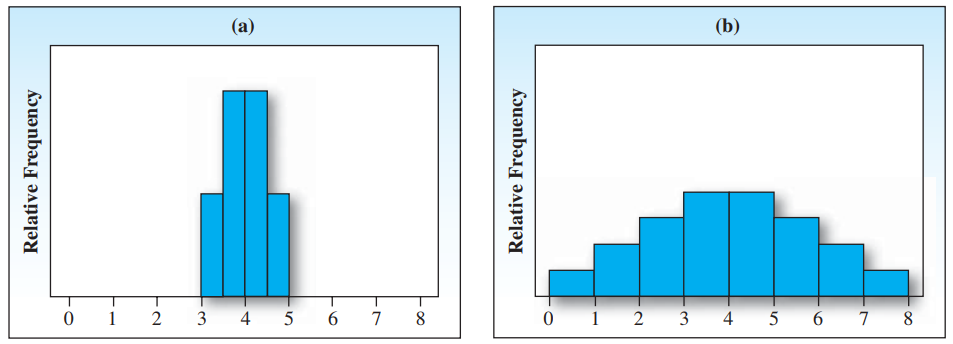 (a)
Relative Frequency
0 1 2 3 4 5 6 7 8
(b)
Relative Frequency
0 1 2 3 4 5 6 7 8